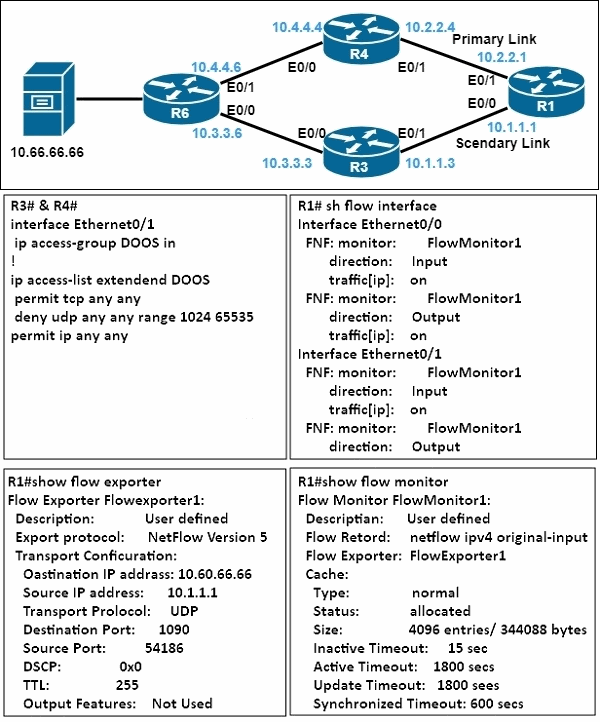 10.4.4.4
10.2.2.4
R4
Primary Link
10.4.4.6
E0/0
E0/1
10.2.2.1
E0/1
E0/1
R6
E0/0
E0/0
R1
10.66.66.66
10.3.3.6
E0/0
E0/1
10.1.1.1
10.3.3.3
R3
10.1.1.3
Scendary Link
R3# & R4#
interface Ethernet0/1
ip access-group DOOS in
!
ip access-list extendend DOOS
permit tcp any any
deny udp any any range 1024 65535
permit ip any any
R1# sh flow interface
Interface Ethernet0/0
FNF: monitor: FlowMonitor1
direction: Input
traffic[ip]: on
FNF: monitor: FlowMonitor1
direction: Output
traffic[ip]: on
Interface Ethernet0/1
FNF: monitor: FlowMonitor1
direction: Input
traffic[ip]: on
FNF: monitor: FlowMonitor1
direction: Output
R1#show flow exporter
Flow Exporter Flowexporter1:
Description: User defined
Export protocol: NetFlow Version 5
Transport Conficuration:
Oastination IP addrass: 10.60.66.66
Source IP address: 10.1.1.1
Transport Protocol: UDP
Destination Port: 1090
Source Port: 54186
DSCP: 0x0
TTL: 255
Output Features: Not Used
R1#show flow monitor
Flow Monitor FlowMonitor1:
Descriptian: User defined
Flow Retord: netflow ipv4 original-input
Flow Exporter: FlowExporter1
Cache:
Type: normal
Status: allocated
Size: 4096 entries/ 344088 bytes
Inactive Timeout: 15 sec
Active Timeout: 1800 secs
Update Timeout: 1800 sees
Synchronized Timeout: 600 secs